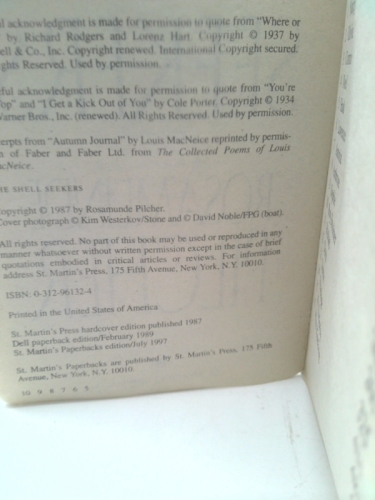 l acknowledgment is made for permission to quote from "Where or
by Richard Rodgers and Lorenz Hart. Copyright © 1937 by
ell & Co., Inc. Copyright renewed. International Copyright secured.
ghts Reserved. Used by permission.
ful acknowledgment is made for permission to quote from "You're
Top" and "I Get a Kick Out of You" by Cole Porter. Copyright © 1934
Warner Bros., Inc. (renewed). All Rights Reserved. Used by permission.
erpts from "Autumn Journal" by Louis MacNeice reprinted by permis-
n of Faber and Faber Ltd. from The Collected Poems of Louis
acNeice.
HE SHELL SEEKERS
opyright © 1987 by Rosamunde Pilcher.
Cover photograph © Kim Westerkov/Stone and © David Noble/FPG (boat).
All rights reserved. No part of this book may be used or reproduced in any
manner whatsoever without written permission except in the case of brief
quotations embodied in critical articles or reviews. For information
address St. Martin's Press, 175 Fifth Avenue, New York, N.Y. 10010.
ISBN: 0-312-96132-4
Printed in the United States of America
St. Martin's Press hardcover edition published 1987
Dell paperback edition/February 1989
St. Martin's Paperbacks edition/July 1997
St. Martin's Paperbacks are published by St. Martin's Press, 175 Fifth
Avenue, New York, N.Y. 10010.
10 9 8 7 6 5